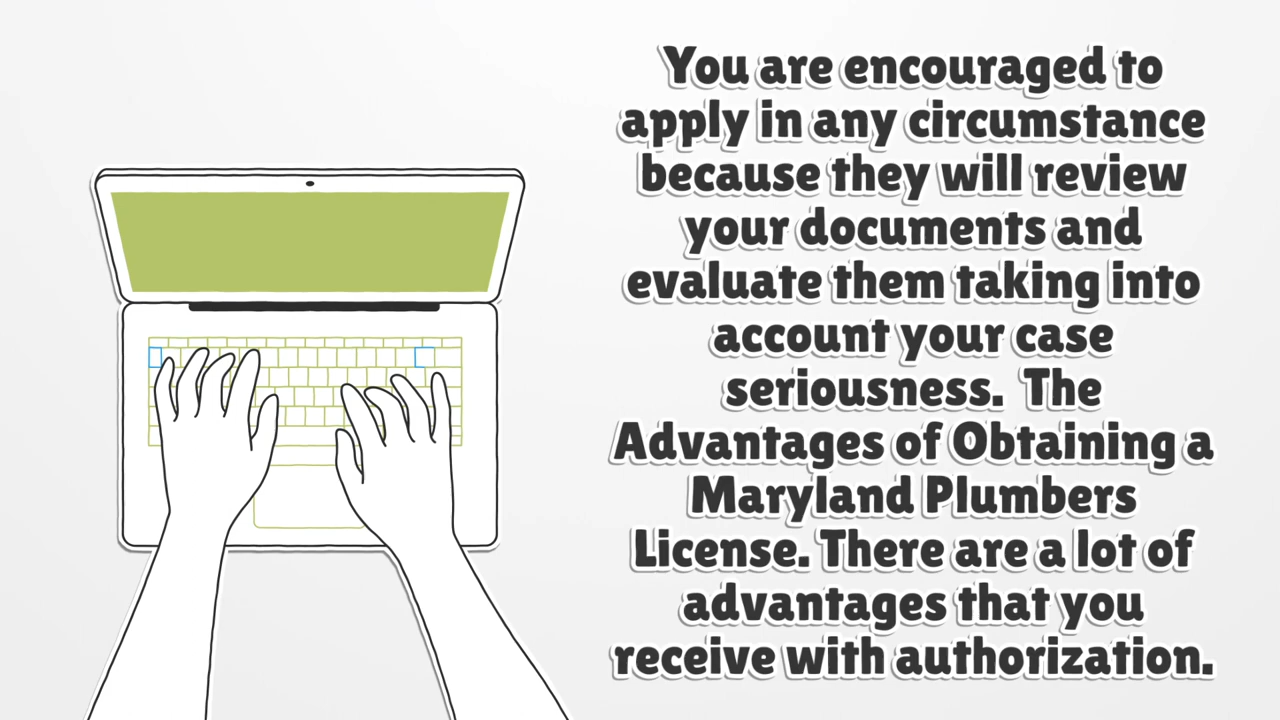 You are encouraged to
apply in any circumstance
because they will review
your documents and
evaluate them taking into
account your case
seriousness.  The
Advantages of Obtaining a
Maryland Plumbers
License. There are a lot of
advantages that you
receive with authorization.